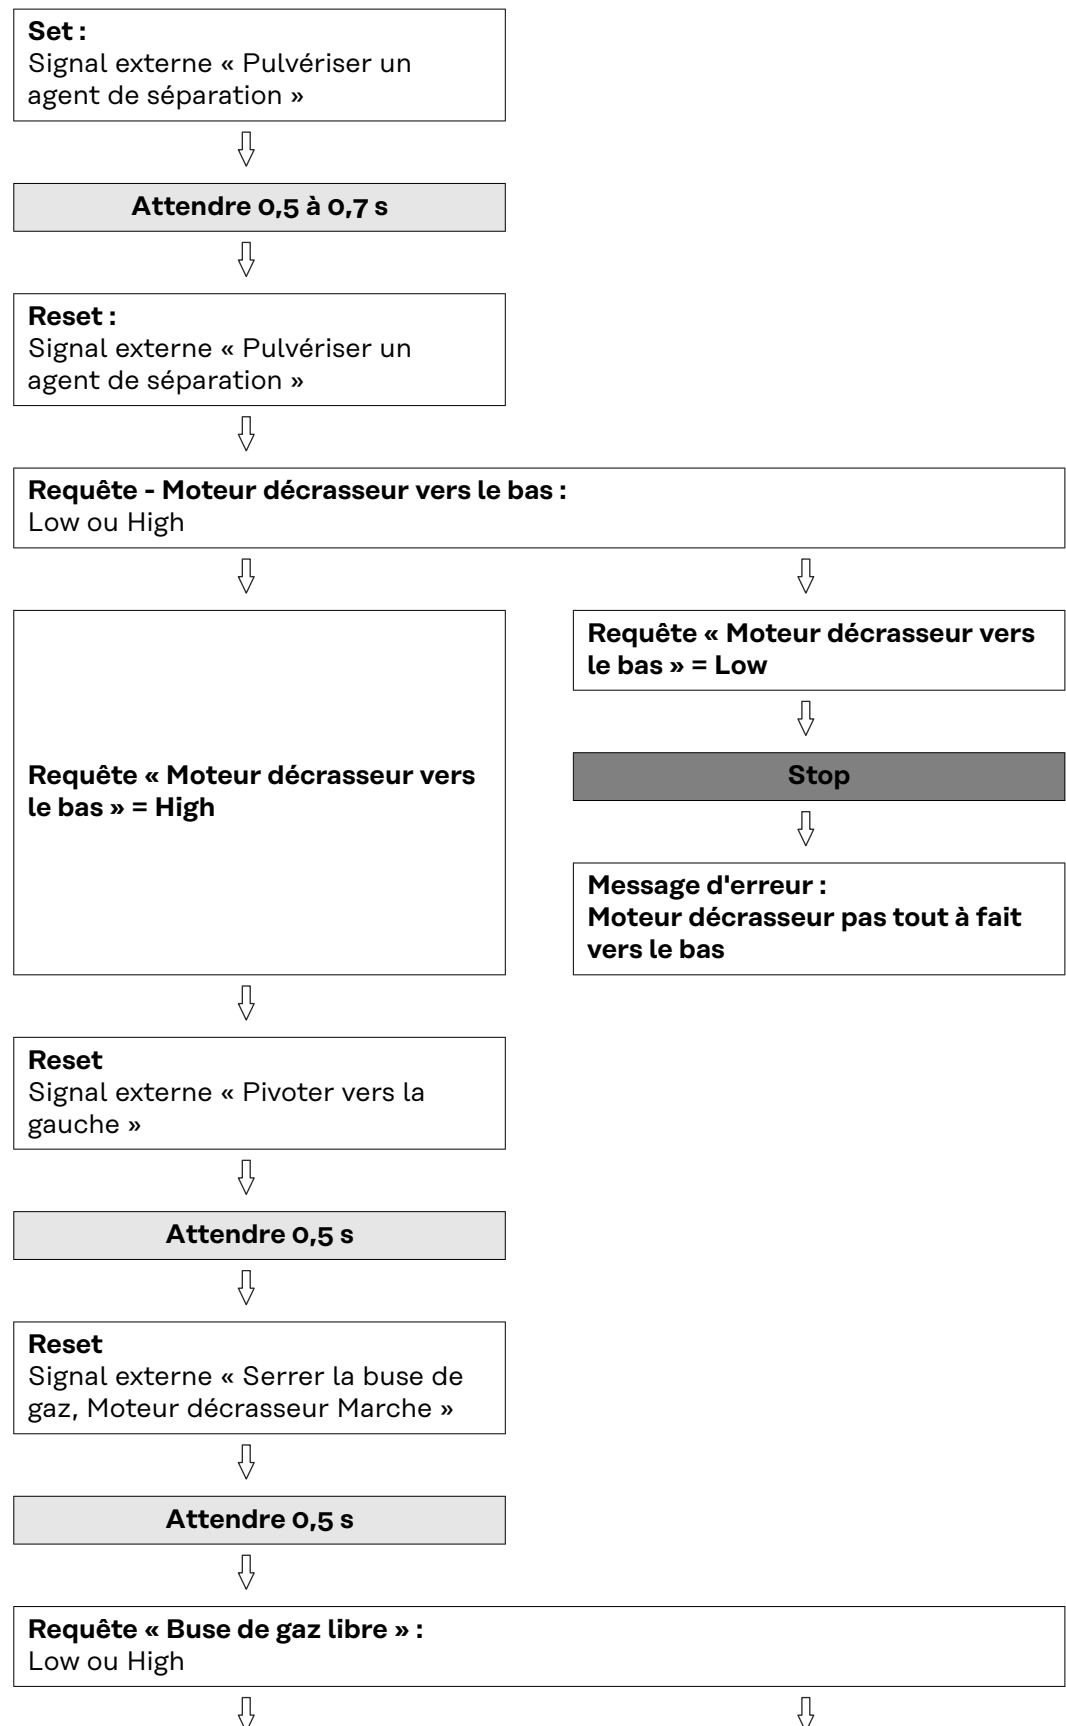 Set :
Signal externe « Pulvériser un
agent de séparation »
Attendre 0,5 à 0,7 s
Reset :
Signal externe « Pulvériser un
agent de séparation »
Requête - Moteur décrasseur vers le bas :
Low ou High
Requête « Moteur décrasseur vers
le bas » = High
Requête « Moteur décrasseur vers
le bas » = Low
Stop
Message d'erreur :
Moteur décrasseur pas tout à fait
vers le bas
Reset
Signal externe « Pivoter vers la
gauche »
Attendre 0,5 s
Reset
Signal externe « Serrer la buse de
gaz, Moteur décrasseur Marche »
Attendre 0,5 s
Requête « Buse de gaz libre » :
Low ou High